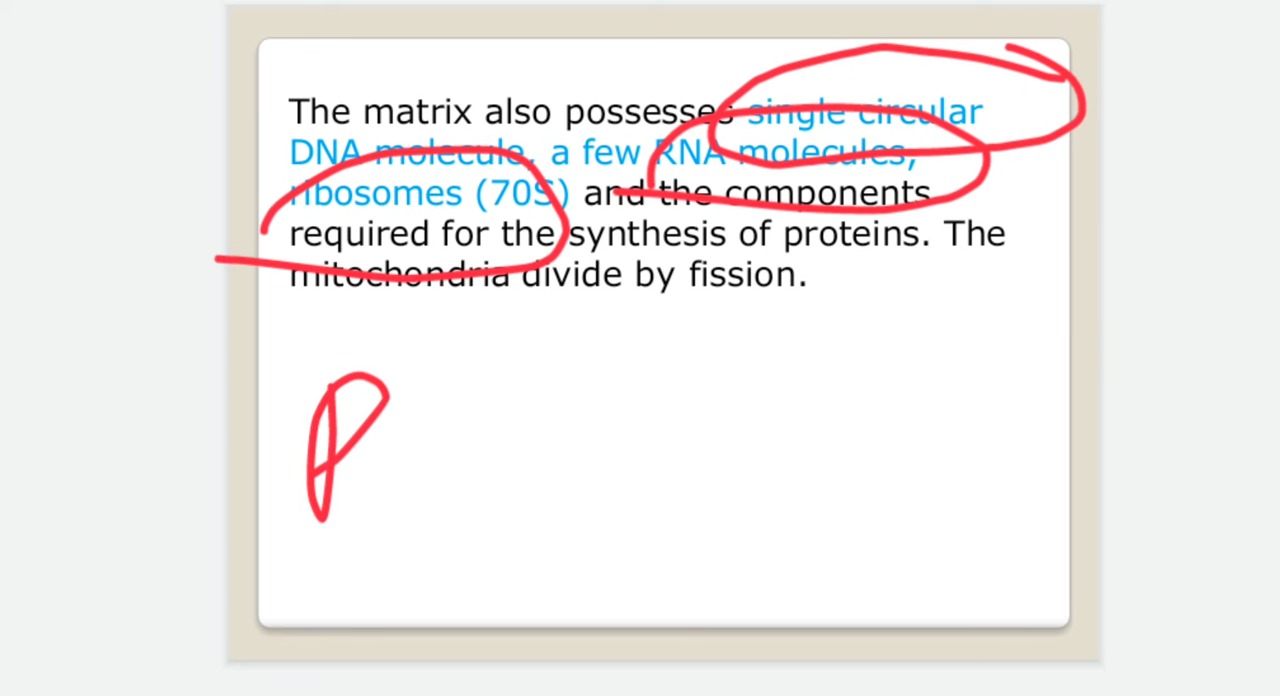 The matrix also possesses single circular
DNA molecule, a few RNA molecules,
ribosomes (70S) and the components
required for the synthesis of proteins. The
mitochondria divide by fission.
P